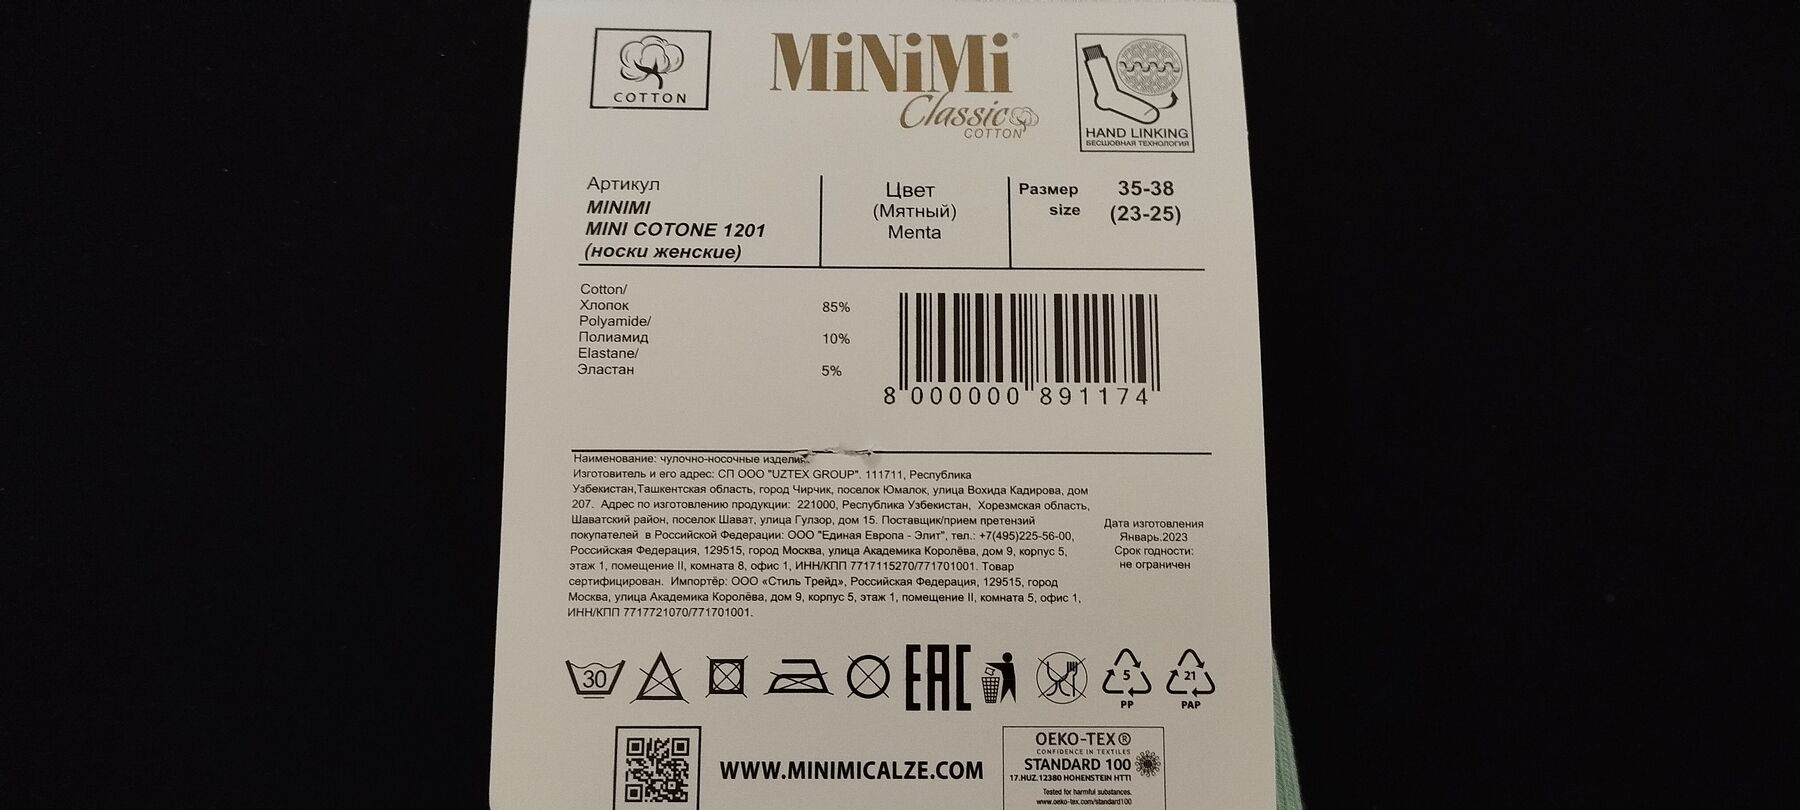 COTTON
MiNiMi
Classic
COTTON
HAND LINKING
БЕСШОВНАЯ ТЕХНОЛОГИЯ
Артикул
MINIMI
MINI COTONE 1201
(носки женские)
Цвет
(Мятный)
Menta
Размер 35-38
size (23-25)
Cotton/
Хлопок 85%
Polyamide/
Полиамид 10%
Elastane/
Эластан 5%
8 000000 891174
Наименование: чулочно-носочные изделия.
Изготовитель и его адрес: СП ООО "UZTEX GROUP". 111711, Республика
Узбекистан,Ташкентская область, город Чирчик, поселок Юмалок, улица Вохида Кадирова, дом
207. Адрес по изготовлению продукции: 221000, Республика Узбекистан, Хорезмская область,
Шаватский район, поселок Шават, улица Гулзор, дом 15. Поставщик/прием претензий
покупателей в Российской Федерации: ООО "Единая Европа - Элит", тел.: +7(495)225-56-00,
Российская Федерация, 129515, город Москва, улица Академика Королёва, дом 9, корпус 5,
этаж 1, помещение II, комната 8, офис 1, ИНН/КПП 7717115270/771701001. Товар
сертифицирован. Импортёр: ООО «Стиль Трейд», Российская Федерация, 129515, город
Москва, улица Академика Королёва, дом 9, корпус 5, этаж 1, помещение II, комната 5, офис 1,
ИНН/КПП 7717721070/771701001.
Дата изготовления
Январь.2023
Срок годности:
не ограничен
30
EAC
5
PP
21
PAP
WWW.MINIMICALZE.COM
OEKO-TEX®
CONFIDENCE IN TEXTILES
STANDARD 100
17.HUZ.12380 HOHENSTEIN HTTI
Tested for harmful substances.
www.oeko-tex.com/standard100